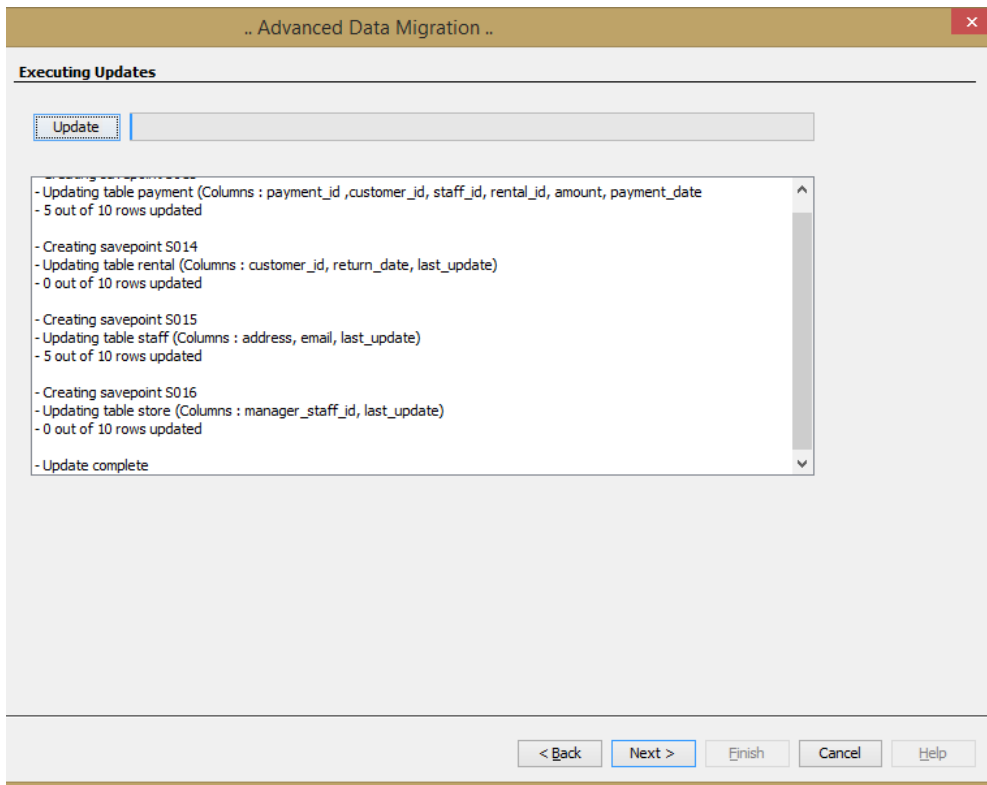 .. Advanced Data Migration ..
Executing Updates
Update
- Creating savepoint
- Updating table payment (Columns : payment_id ,customer_id, staff_id, rental_id, amount, payment_date
- 5 out of 10 rows updated
- Creating savepoint S014
- Updating table rental (Columns : customer_id, return_date, last_update)
- 0 out of 10 rows updated
- Creating savepoint S015
- Updating table staff (Columns : address, email, last_update)
- 5 out of 10 rows updated
- Creating savepoint S016
- Updating table store (Columns : manager_staff_id, last_update)
- 0 out of 10 rows updated
- Update complete
< Back Next > Finish Cancel Help